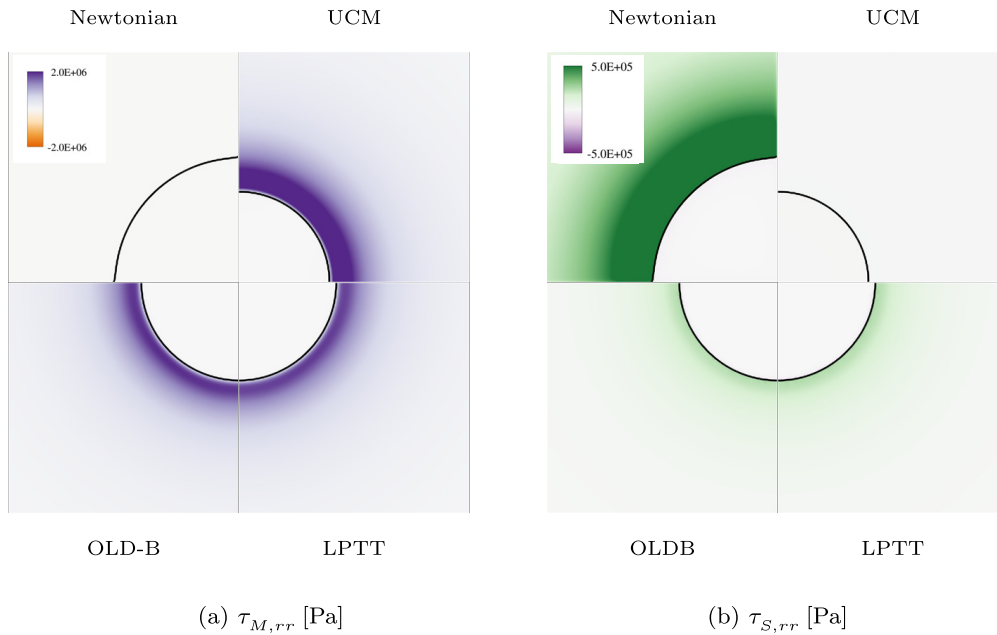 Newtonian UCM Newtonian UCM
2.0E+06
-2.0E+06
5.0E+05
-5.0E+05
OLD-B LPTT OLDB LPTT
(a) τ_{M,rr} [Pa] (b) τ_{S,rr} [Pa]